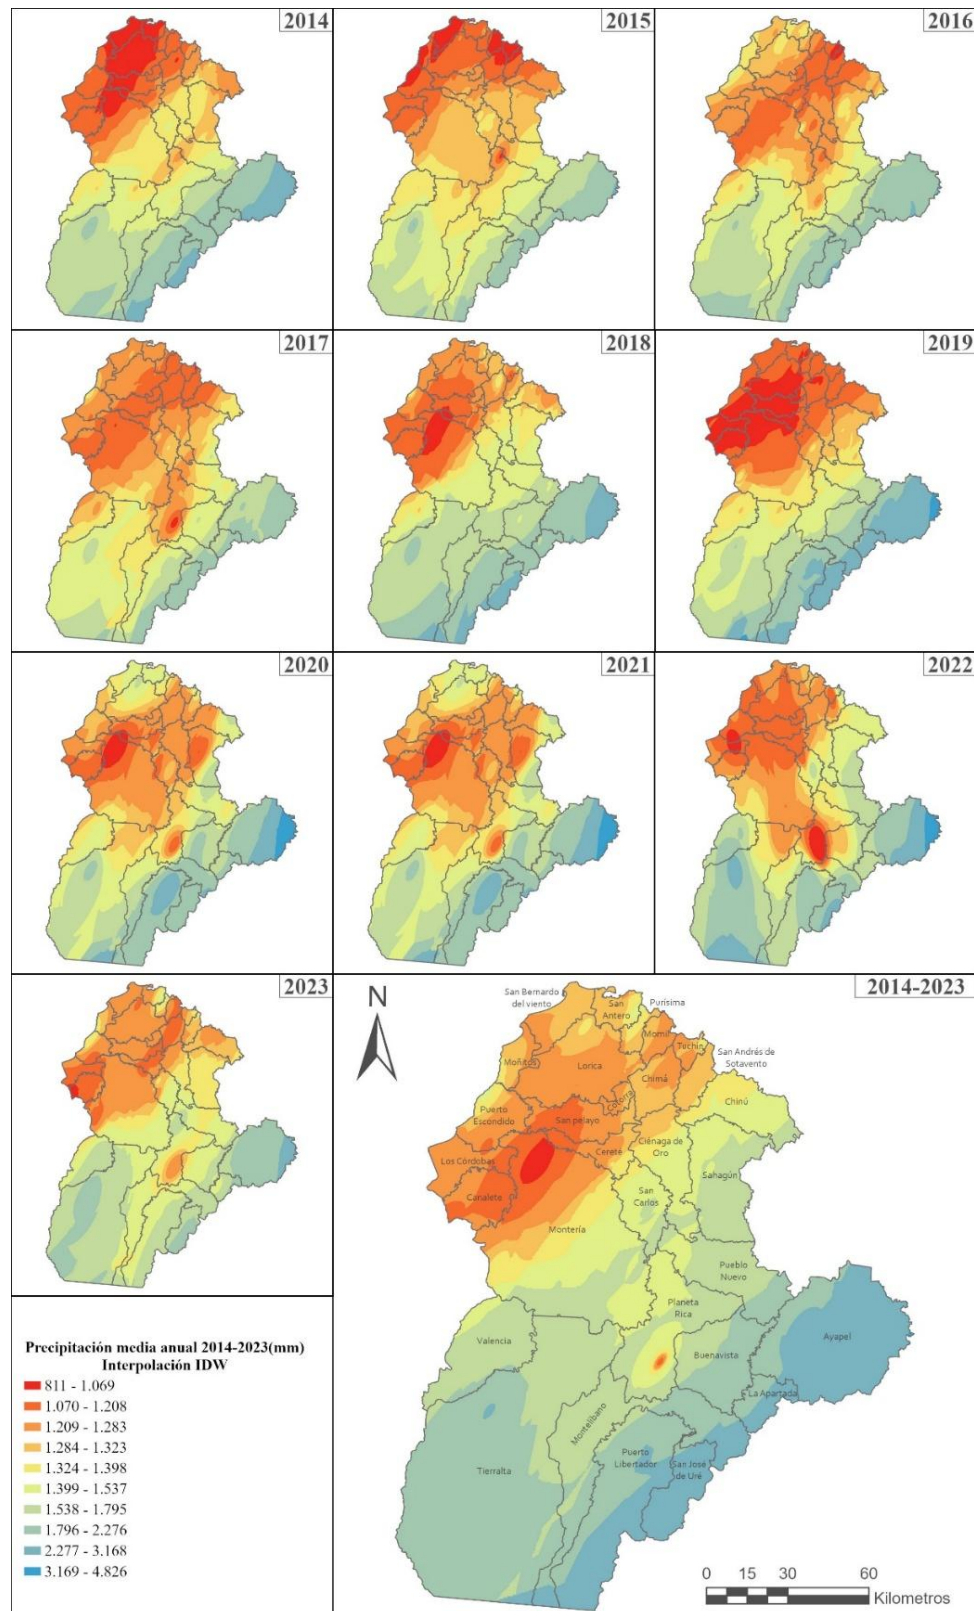 2014
2015
2016
2017
2018
2019
2020
2021
2022
2023
2014-2023
N
San Bernardo
del viento
San
Antero
Purísima
Momil
Tuchín
San Andrés de
Sotavento
Moñitos
Lorica
Chimá
Chinú
Cotorra
Puerto
Escondido
San pelayo
Ciénaga de
Oro
Cereté
Los Córdobas
Sahagún
Canalete
San
Carlos
Montería
Pueblo
Nuevo
Planeta
Rica
Ayapel
Valencia
Buenavista
La Apartada
Montelíbano
Tierralta
Puerto
Libertador
San José
de Uré
Precipitación media anual 2014-2023(mm)
Interpolación IDW
811 - 1.069
1.070 - 1.208
1.209 - 1.283
1.284 - 1.323
1.324 - 1.398
1.399 - 1.537
1.538 - 1.795
1.796 - 2.276
2.277 - 3.168
3.169 - 4.826
0 15 30 60
Kilometros